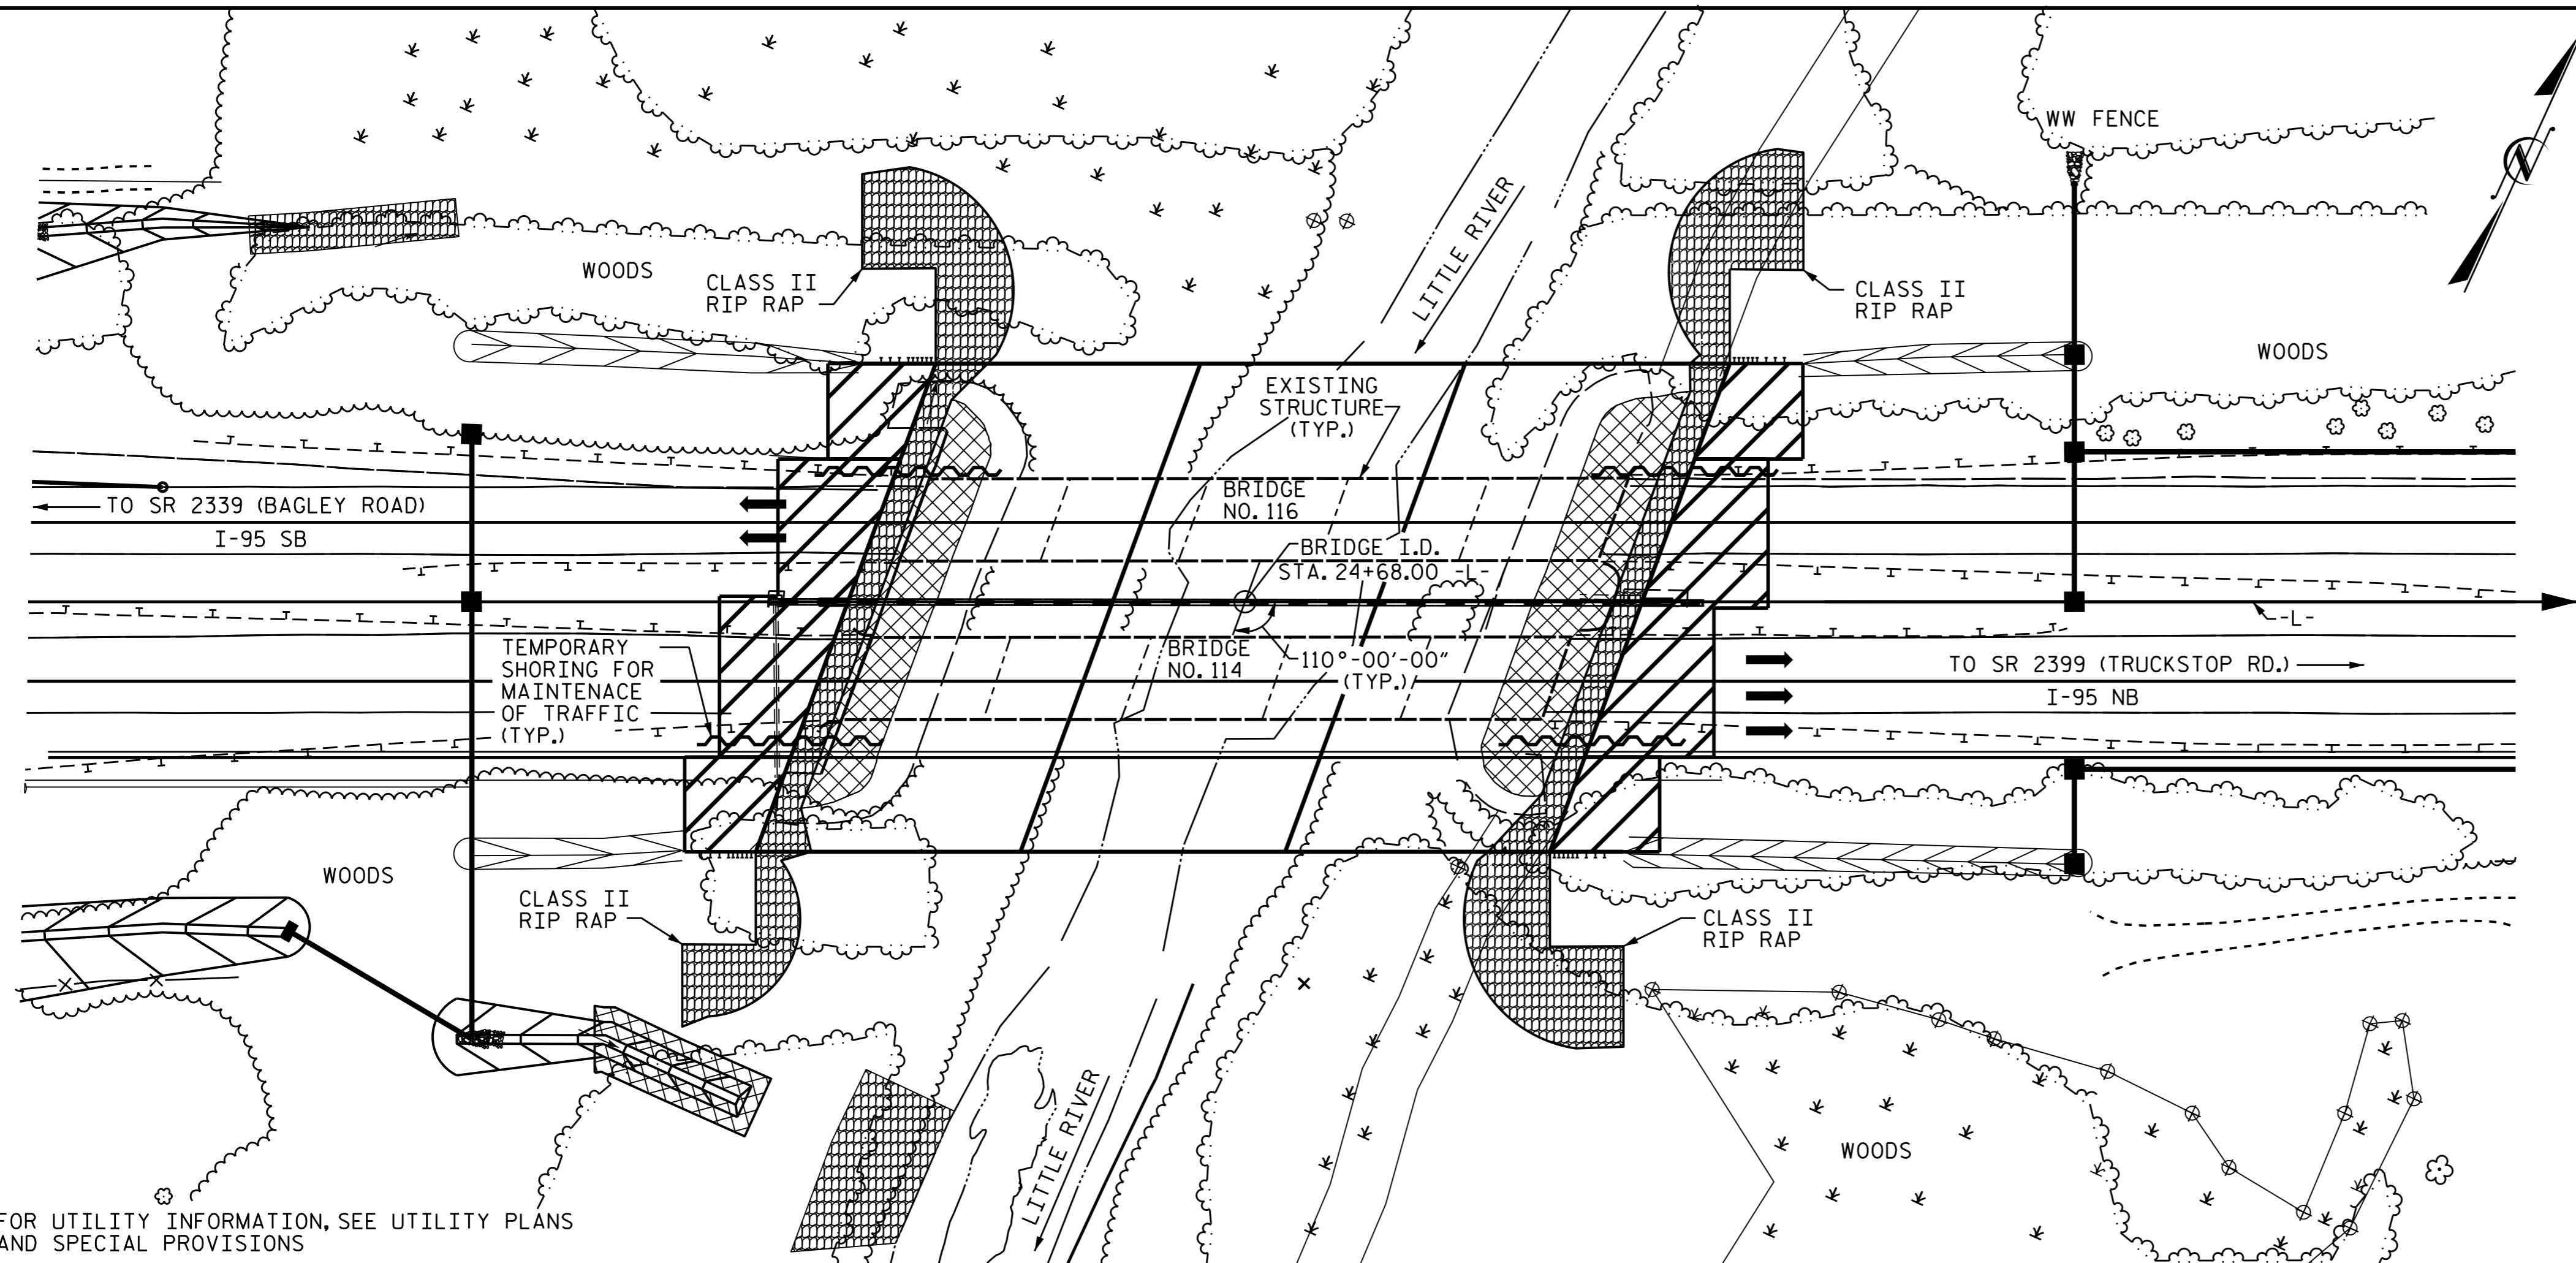 WW FENCE
N
LITTLE RIVER
WOODS
CLASS II
RIP RAP
CLASS II
RIP RAP
WOODS
EXISTING
STRUCTURE
(TYP.)
TO SR 2339 (BAGLEY ROAD)
I-95 SB
BRIDGE
NO. 116
BRIDGE I.D.
STA. 24+68.00 -L-
-L-
TEMPORARY
SHORING FOR
MAINTENACE
OF TRAFFIC
(TYP.)
BRIDGE
NO. 114
110°-00'-00"
(TYP.)
TO SR 2399 (TRUCKSTOP RD.)
I-95 NB
WOODS
CLASS II
RIP RAP
CLASS II
RIP RAP
LITTLE RIVER
WOODS
FOR UTILITY INFORMATION, SEE UTILITY PLANS
AND SPECIAL PROVISIONS